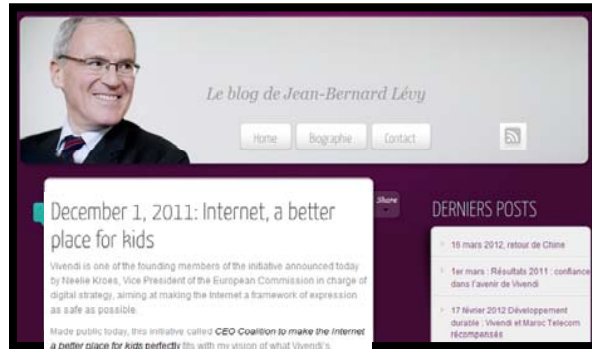 Le blog de Jean-Bernard Lévy
Home
Biographie
Contact
December 1, 2011: Internet, a better
place for kids
Share
Vivendi is one of the founding members of the initiative announced today
by Neelie Kroes, Vice President of the European Commission in charge of
digital strategy, aiming at making the Internet a framework of expression
as safe as possible.
Made public today, this initiative called CEO Coalition to make the Internet
a better place for kids perfectly fits with my vision of what Vivendi's
DERNIERS POSTS
16 mars 2012, retour de Chine
1er mars : Résultats 2011 : confiance
dans l'avenir de Vivendi
17 février 2012 Développement
durable : Vivendi et Maroc Telecom
récompensés